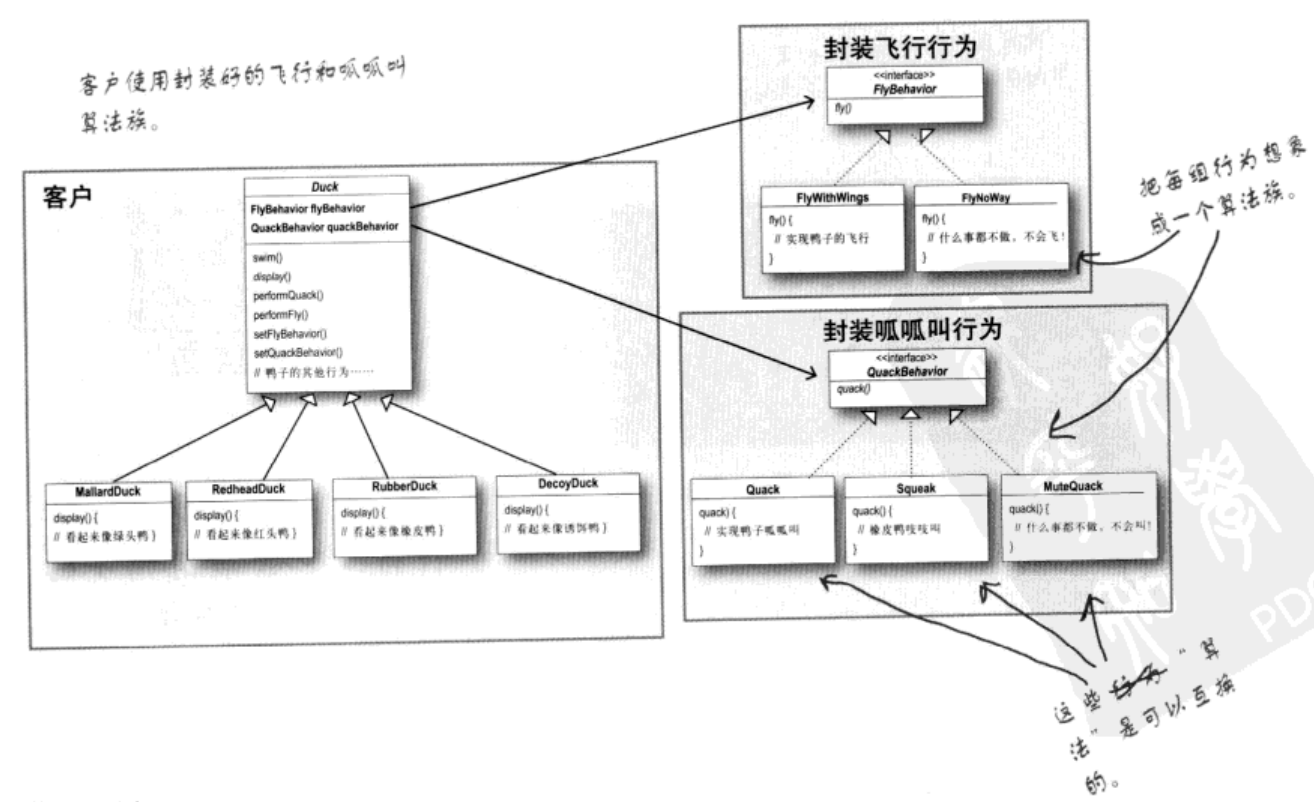 客户使用封装好的飞行和呱呱叫
算法族。
客户
Duck
FlyBehavior flyBehavior
QuackBehavior quackBehavior
swim()
display()
performQuack()
performFly()
setFlyBehavior()
setQuackBehavior()
// 鸭子的其他行为……
MallardDuck
display() {
// 看起来像绿头鸭 }
RedheadDuck
display() {
// 看起来像红头鸭 }
RubberDuck
display() {
// 看起来像橡皮鸭 }
DecoyDuck
display() {
// 看起来像诱饵鸭 }
封装飞行行为
<<interface>>
FlyBehavior
fly()
FlyWithWings
fly() {
// 实现鸭子的飞行
}
FlyNoWay
fly() {
// 什么事都不做，不会飞！
}
把每组行为想象
成一个算法族。
封装呱呱叫行为
<<interface>>
QuackBehavior
quack()
Quack
quack() {
// 实现鸭子呱呱叫
}
Squeak
quack() {
// 橡皮鸭吱吱叫
}
MuteQuack
quack() {
// 什么事都不做，不会叫！
}
这些行为“算
法”是可以互换
的。
PDG